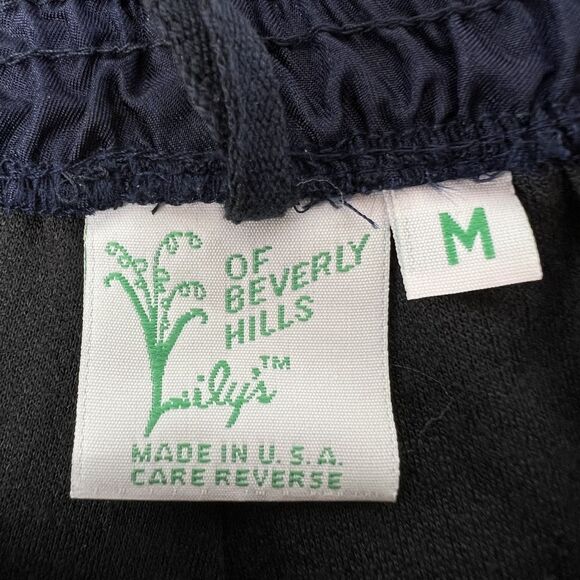 OF
BEVERLY
HILLS
Lily's™
MADE IN U.S.A.
CARE REVERSE
M